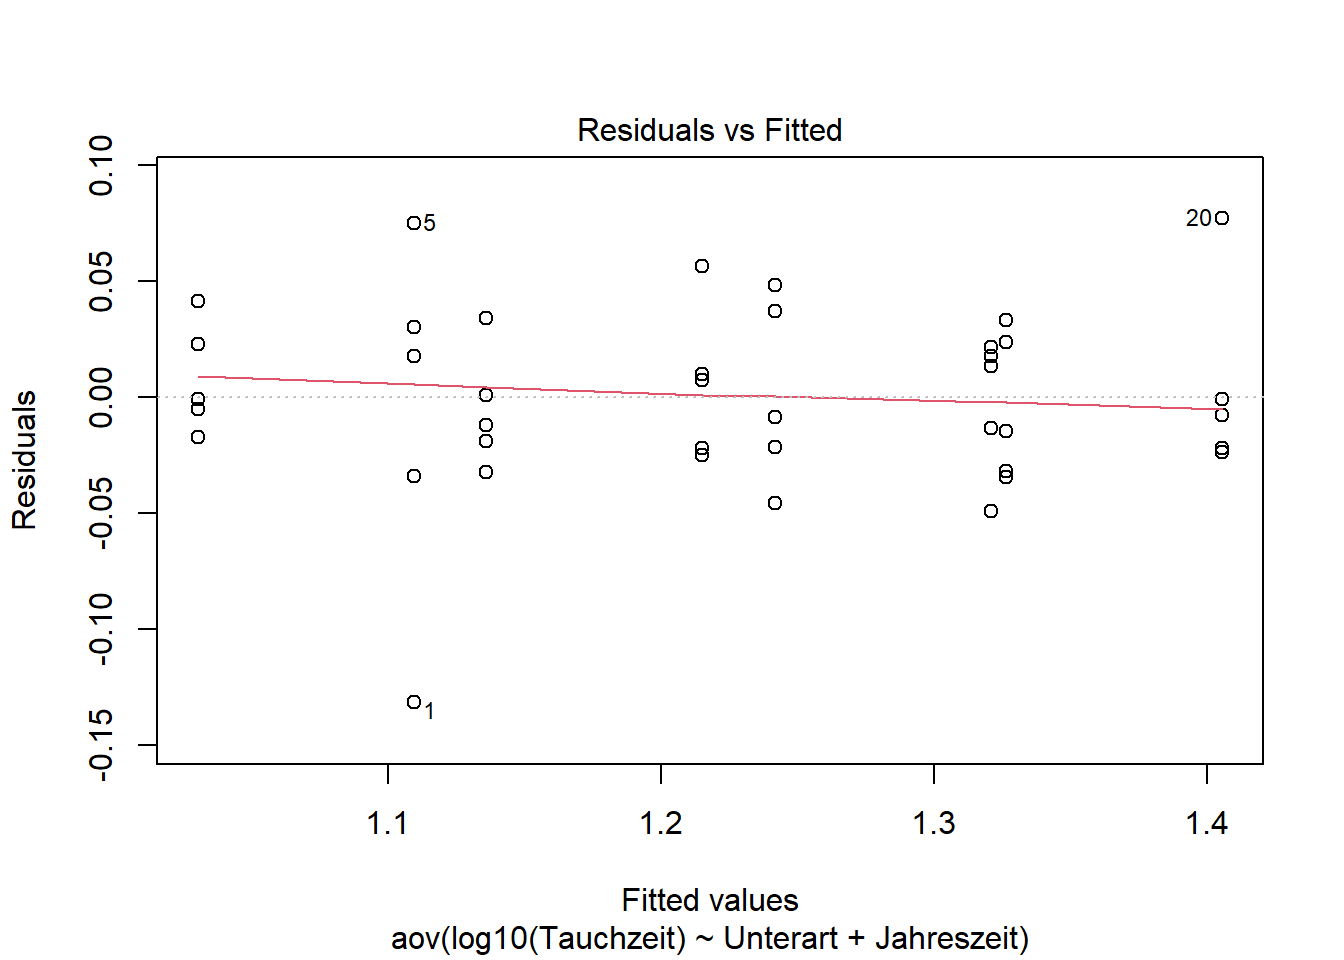 Residuals vs Fitted
0.10
0.05
0.00
-0.05
-0.10
-0.15
Residuals
5
20
1
1.1 1.2 1.3 1.4
Fitted values
aov(log10(Tauchzeit) ~ Unterart + Jahreszeit)